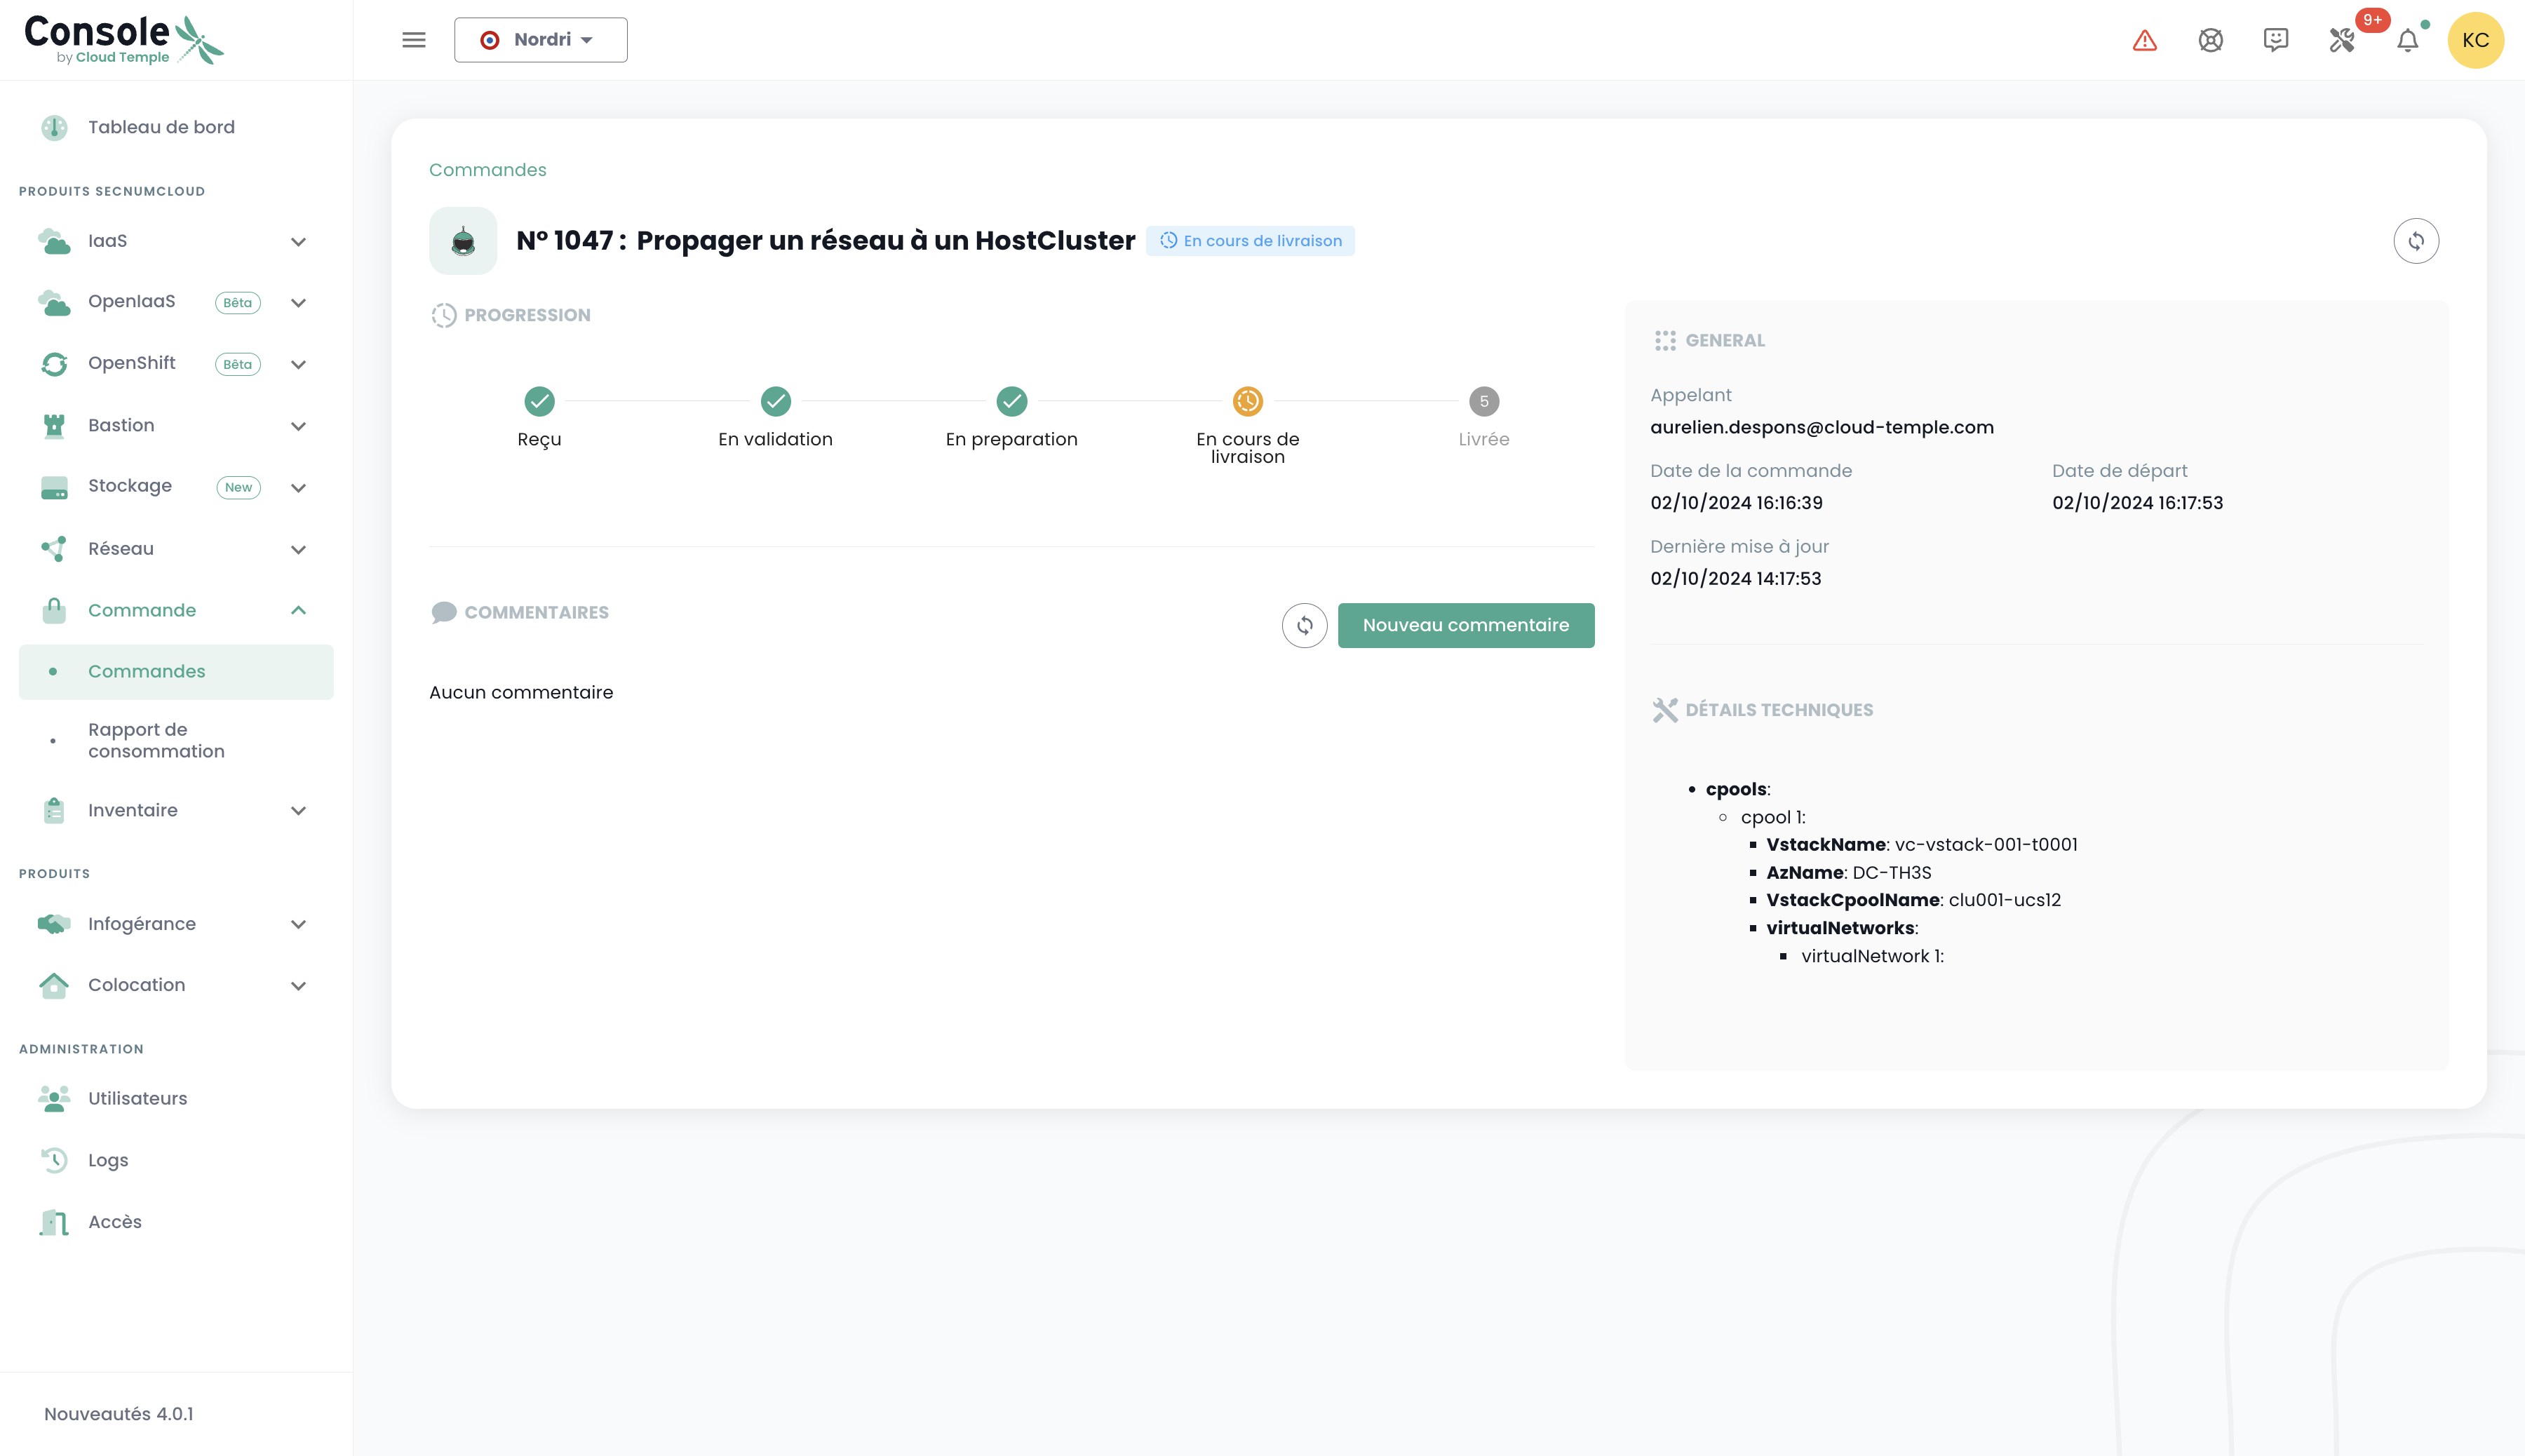 Console
by Cloud Temple
Nordri
9+
KC
Tableau de bord
PRODUITS SECNUMCLOUD
IaaS
OpenIaaS Bêta
OpenShift Bêta
Bastion
Stockage New
Réseau
Commande
Commandes
Rapport de
consommation
Inventaire
PRODUITS
Infogérance
Colocation
ADMINISTRATION
Utilisateurs
Logs
Accès
Nouveautés 4.0.1
Commandes
N° 1047 : Propager un réseau à un HostCluster En cours de livraison
PROGRESSION
Reçu
En validation
En preparation
En cours de
livraison
5
Livrée
COMMENTAIRES
Nouveau commentaire
Aucun commentaire
GENERAL
Appelant
aurelien.despons@cloud-temple.com
Date de la commande
02/10/2024 16:16:39
Date de départ
02/10/2024 16:17:53
Dernière mise à jour
02/10/2024 14:17:53
DÉTAILS TECHNIQUES
cpools:
cpool 1:
VstackName: vc-vstack-001-t0001
AzName: DC-TH3S
VstackCpoolName: clu001-ucs12
virtualNetworks:
virtualNetwork 1: